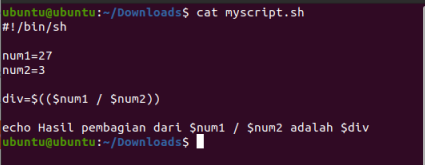 ubuntu@ubuntu:~/Downloads$ cat myscript.sh
#!/bin/sh
num1=27
num2=3
div=$(($num1 / $num2))
echo Hasil pembagian dari $num1 / $num2 adalah $div
ubuntu@ubuntu:~/Downloads$